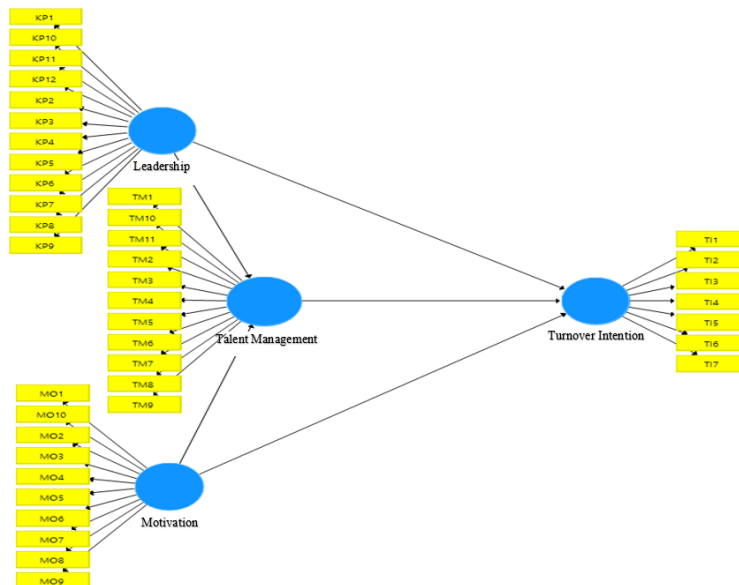 KP1
KP10
KP11
KP12
KP2
KP3
KP4
KP5
KP6
KP7
KP8
KP9
Leadership
TM1
TM10
TM11
TM2
TM3
TM4
TM5
TM6
TM7
TM8
TM9
Talent Management
MO1
MO10
MO2
MO3
MO4
MO5
MO6
MO7
MO8
MO9
Motivation
TI1
TI2
TI3
TI4
TI5
TI6
TI7
Turnover Intention